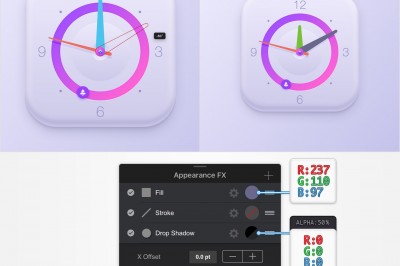 12
9
3
9
3
6
6
Appearance FX
R:237
G:110
B:97
Fill
Stroke
ALPHA: 50%
Drop Shadow
R:0
G:0
B:0
X Offset
0.0 pt